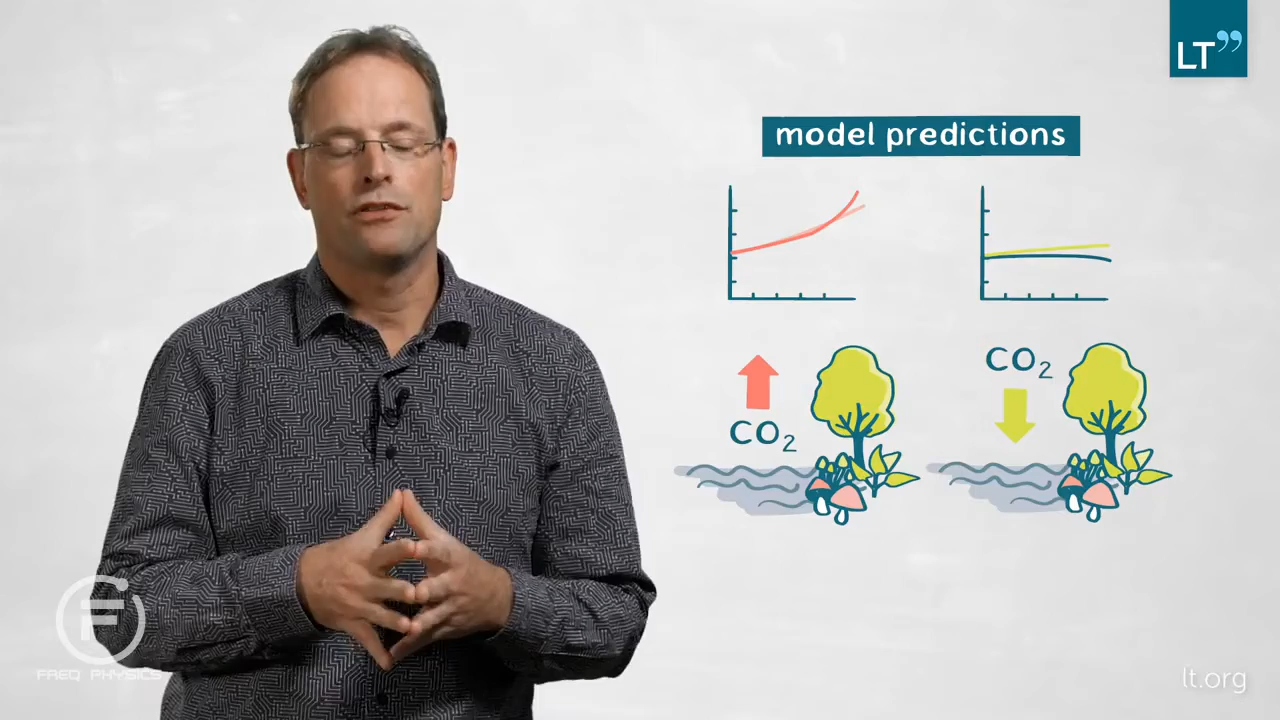 LT”
model predictions
CO₂
CO₂
FREQ PHYSICS
lt.org